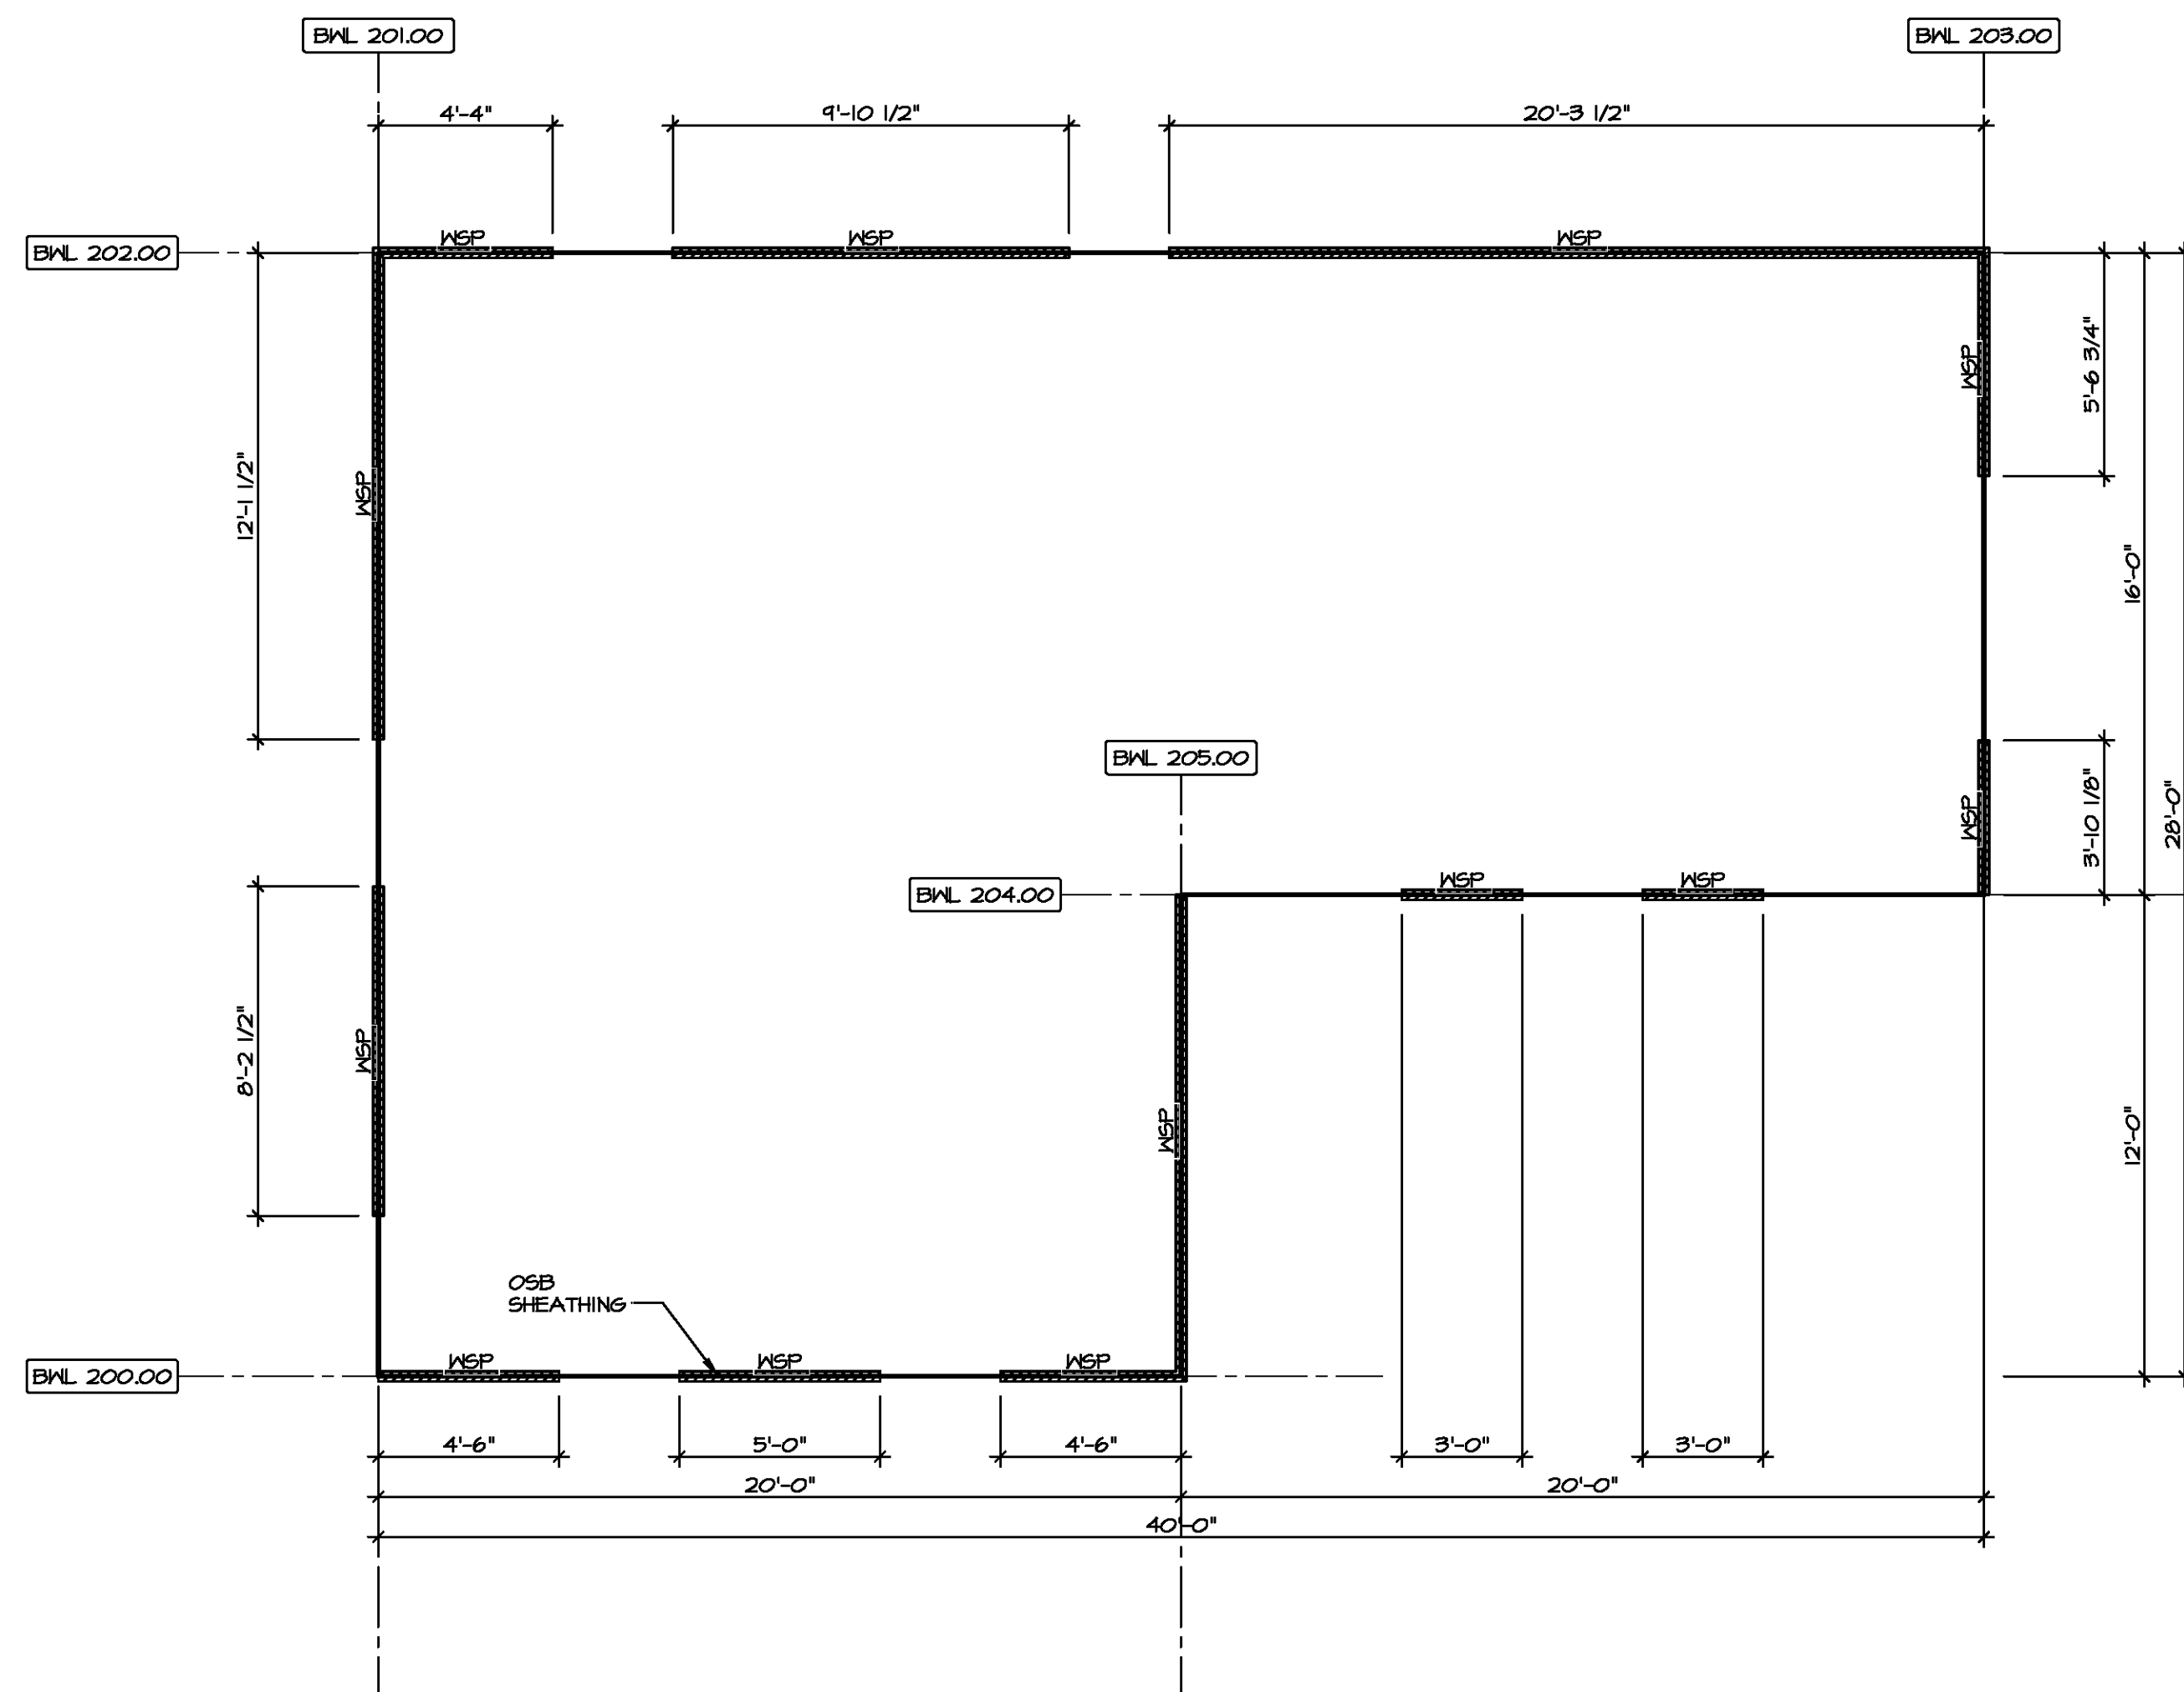 BWL 201.00
BWL 203.00
4'-4"
9'-10 1/2"
20'-3 1/2"
BWL 202.00
WSP
WSP
WSP
5'-6 3/4"
WSP
12'-1 1/2"
WSP
16'-0"
BWL 205.00
3'-10 1/8"
WSP
28'-0"
BWL 204.00
WSP
WSP
8'-2 1/2"
WSP
WSP
12'-0"
OSB
SHEATHING
BWL 200.00
WSP
WSP
WSP
4'-6"
5'-0"
4'-6"
3'-0"
3'-0"
20'-0"
20'-0"
40'-0"